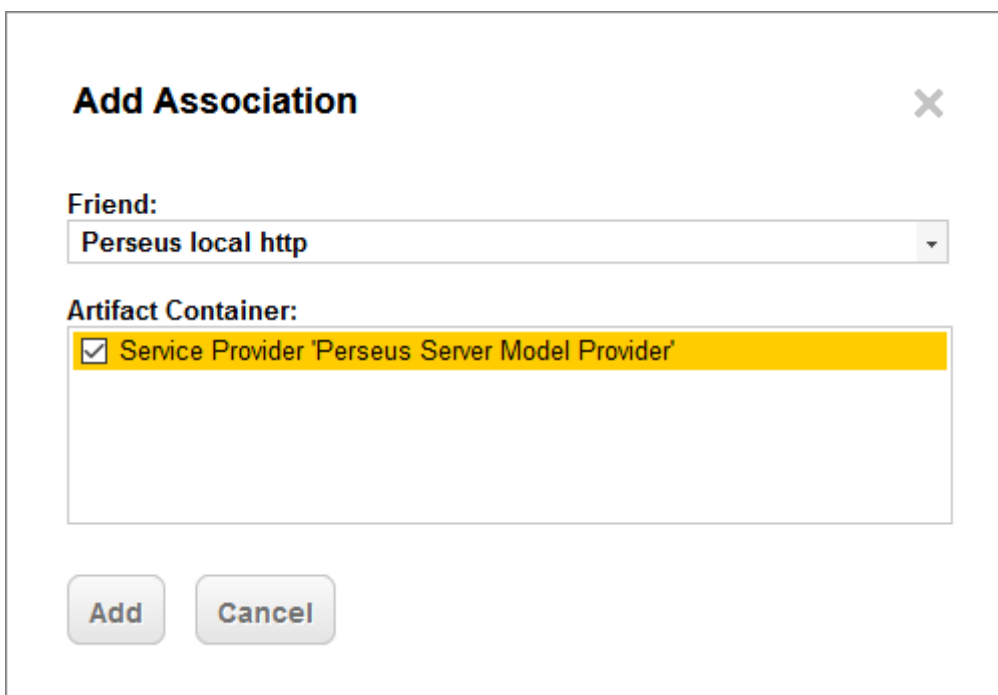 Add Association
Friend:
Perseus local http
Artifact Container:
Service Provider 'Perseus Server Model Provider'
Add
Cancel